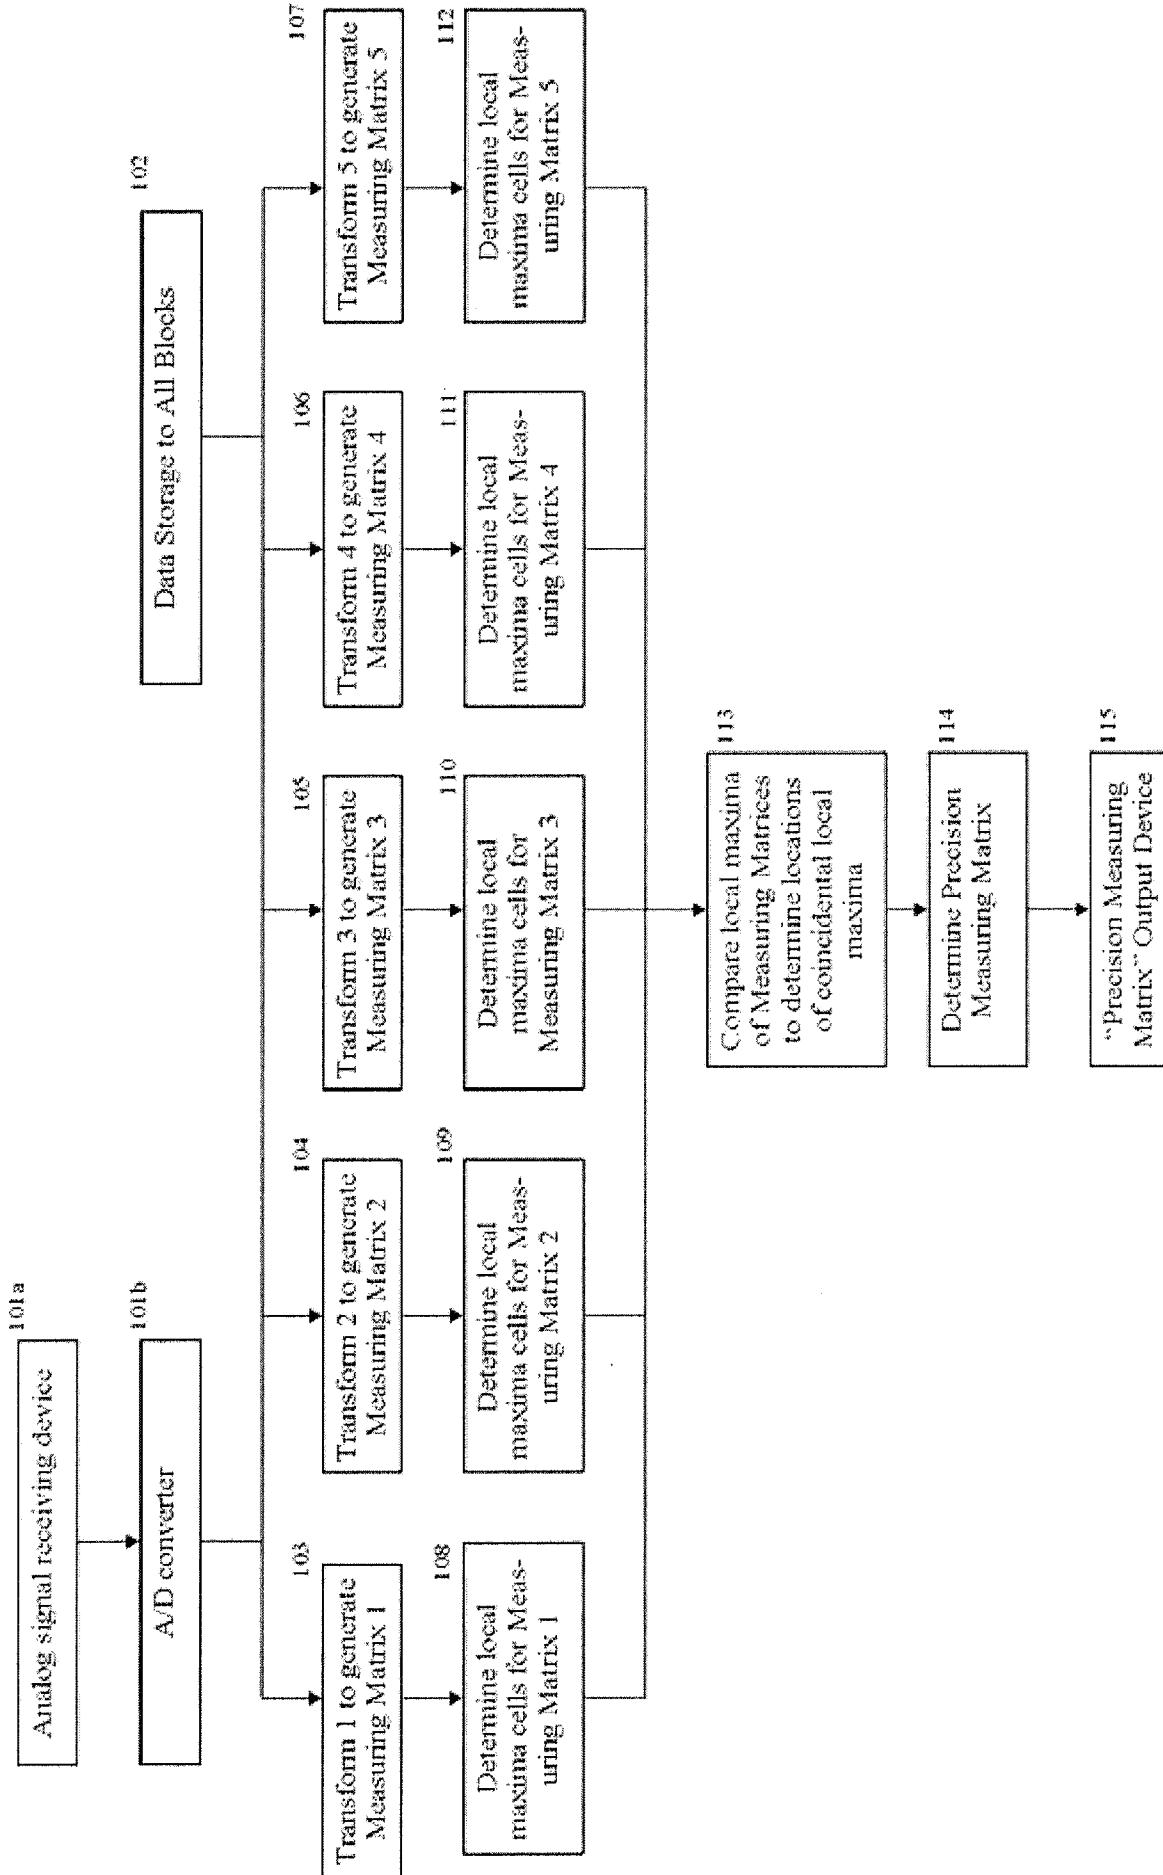 101a
Analog signal receiving device
101b
A/D converter
102
Data Storage to All Blocks
103
Transform 1 to generate
Measuring Matrix 1
104
Transform 2 to generate
Measuring Matrix 2
105
Transform 3 to generate
Measuring Matrix 3
106
Transform 4 to generate
Measuring Matrix 4
107
Transform 5 to generate
Measuring Matrix 5
108
Determine local
maxima cells for Meas-
uring Matrix 1
109
Determine local
maxima cells for Meas-
uring Matrix 2
110
Determine local
maxima cells for
Measuring Matrix 3
111
Determine local
maxima cells for Meas-
uring Matrix 4
112
Determine local
maxima cells for Meas-
uring Matrix 5
113
Compare local maxima
of Measuring Matrices
to determine locations
of coincidental local
maxima
114
Determine Precision
Measuring Matrix
115
"Precision Measuring
Matrix" Output Device